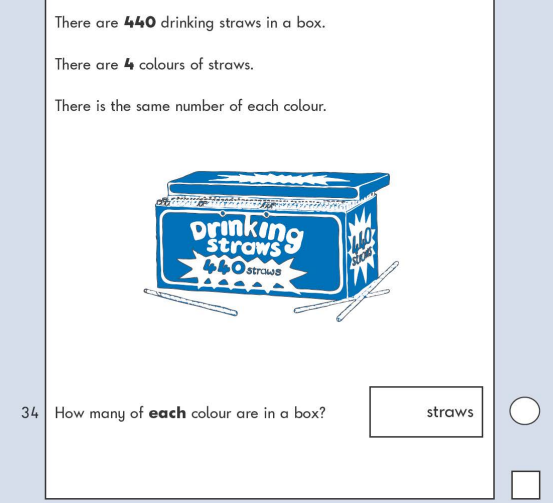 There are 440 drinking straws in a box.
There are 4 colours of straws.
There is the same number of each colour.
Drinking
straws
440 straws
440
straws
34 How many of each colour are in a box?
straws